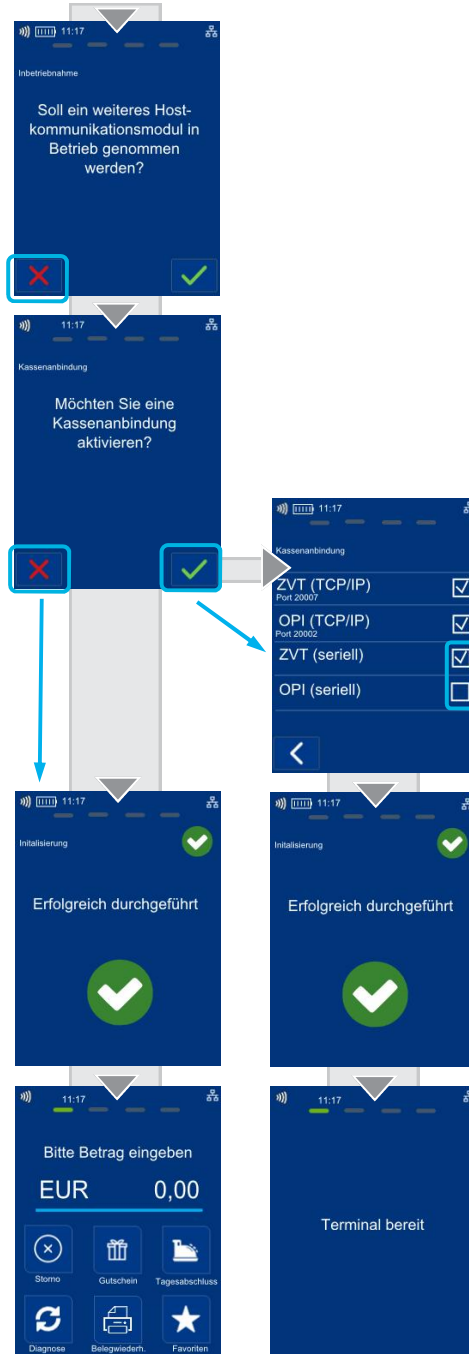 11:17
Inbetriebnahme
Soll ein weiteres Host-
kommunikationsmodul in
Betrieb genommen
werden?
11:17
Kassenanbindung
Möchten Sie eine
Kassenanbindung
aktivieren?
11:17
Kassenanbindung
ZVT (TCP/IP)
Port 20007
OPI (TCP/IP)
Port 20002
ZVT (seriell)
OPI (seriell)
11:17
Initalisierung
Erfolgreich durchgeführt
11:17
Initalisierung
Erfolgreich durchgeführt
11:17
Bitte Betrag eingeben
EUR 0,00
Storno Gutschein Tagesabschluss
Diagnose Belegwiederh. Favoriten
11:17
Terminal bereit